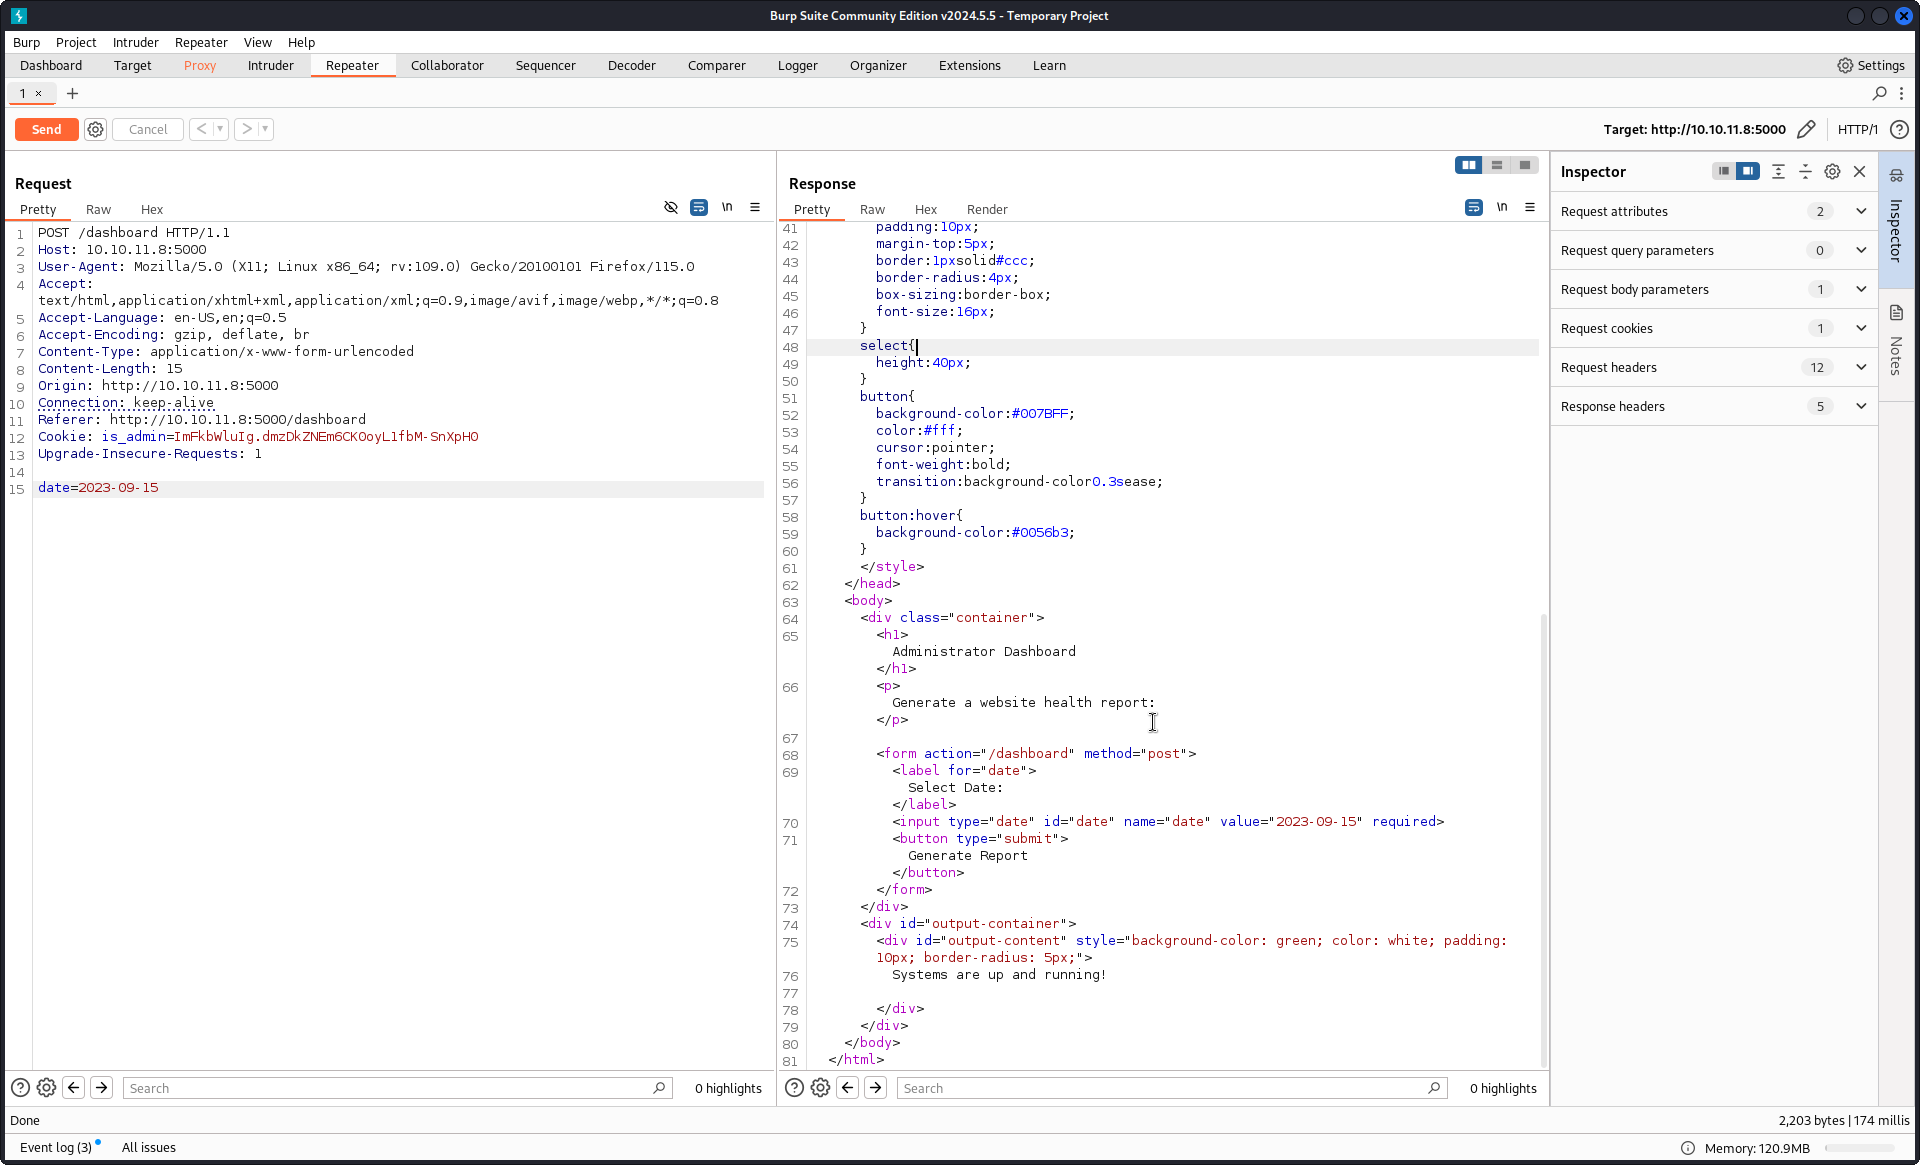 Burp Suite Community Edition v2024.5.5 - Temporary Project
Burp Project Intruder Repeater View Help
Dashboard Target Proxy Intruder Repeater Collaborator Sequencer Decoder Comparer Logger Organizer Extensions Learn Settings
1 × +
Send Cancel < > Target: http://10.10.11.8:5000 HTTP/1 ?
Request
Pretty Raw Hex \n
1 POST /dashboard HTTP/1.1
2 Host: 10.10.11.8:5000
3 User-Agent: Mozilla/5.0 (X11; Linux x86_64; rv:109.0) Gecko/20100101 Firefox/115.0
4 Accept:
text/html,application/xhtml+xml,application/xml;q=0.9,image/avif,image/webp,*/*;q=0.8
5 Accept-Language: en-US,en;q=0.5
6 Accept-Encoding: gzip, deflate, br
7 Content-Type: application/x-www-form-urlencoded
8 Content-Length: 15
9 Origin: http://10.10.11.8:5000
10 Connection: keep-alive
11 Referer: http://10.10.11.8:5000/dashboard
12 Cookie: is_admin=ImFkbWluIg.dmzDkZNEm6CK0oyL1fbM-SnXpH0
13 Upgrade-Insecure-Requests: 1
14
15 date=2023-09-15
Search 0 highlights
Response
Pretty Raw Hex Render \n
41 padding:10px;
42 margin-top:5px;
43 border:1pxsolid#ccc;
44 border-radius:4px;
45 box-sizing:border-box;
46 font-size:16px;
47 }
48 select{
49 height:40px;
50 }
51 button{
52 background-color:#007BFF;
53 color:#fff;
54 cursor:pointer;
55 font-weight:bold;
56 transition:background-color0.3sease;
57 }
58 button:hover{
59 background-color:#0056b3;
60 }
61 </style>
62 </head>
63 <body>
64 <div class="container">
65 <h1>
Administrator Dashboard
</h1>
66 <p>
Generate a website health report:
</p>
67
68 <form action="/dashboard" method="post">
69 <label for="date">
Select Date:
</label>
70 <input type="date" id="date" name="date" value="2023-09-15" required>
71 <button type="submit">
Generate Report
</button>
72 </form>
73 </div>
74 <div id="output-container">
75 <div id="output-content" style="background-color: green; color: white; padding:
10px; border-radius: 5px;">
76 Systems are up and running!
77
78 </div>
79 </div>
80 </body>
81 </html>
Search 0 highlights
Inspector
Request attributes 2
Request query parameters 0
Request body parameters 1
Request cookies 1
Request headers 12
Response headers 5
Inspector
Notes
Done 2,203 bytes | 174 millis
Event log (3) All issues Memory: 120.9MB